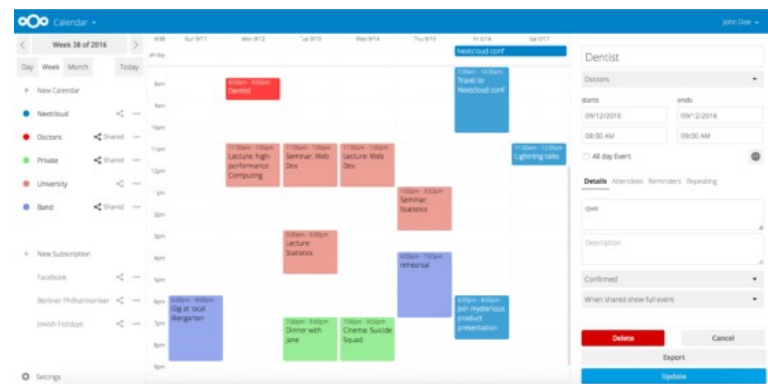 Calendar
John Doe
Week 38 of 2016
Day Week Month Today
New Calendar
Nextcloud
Doctors Shared
Private Shared
University
Band Shared
New Subscription
Facebook
Berliner Philharmoniker
Jewish holidays
Settings
Sun 9/11 Mon 9/12 Tue 9/13 Wed 9/14 Thu 9/15 Fri 9/16 Sat 9/17
all-day
Nextcloud conf
8am
9am
10am
11am
12pm
1pm
2pm
3pm
4pm
5pm
6pm
7pm
8pm
9pm
8:00am - 9:00am
Dentist
7:30am - 10:30am
Travel to
Nextcloud conf
11:00am - 1:00pm
Lecture: high-
performance
Computing
11:00am - 1:00pm
Seminar: Web
Dev
11:00am - 1:00pm
Lecture: Web
Dev
11:00am - 12:00pm
Lightning talks
1:00pm - 3:00pm
Seminar:
Statistics
3:00pm - 5:00pm
Lecture:
Statistics
4:00pm - 7:00pm
rehearsal
6:00pm - 9:00pm
Gig at local
Biergarten
7:00pm - 9:00pm
Dinner with
Jane
7:00pm - 9:00pm
Cinema: Suicide
Squad
6:00pm - 8:00pm
Join mysterious
product
presentation
Dentist
Doctors
starts ends
09/12/2016 09/12/2016
08:00 AM 09:00 AM
All day Event
Details Attendees Reminders Repeating
Description
Confirmed
When shared show full event
Delete Cancel
Export
Update